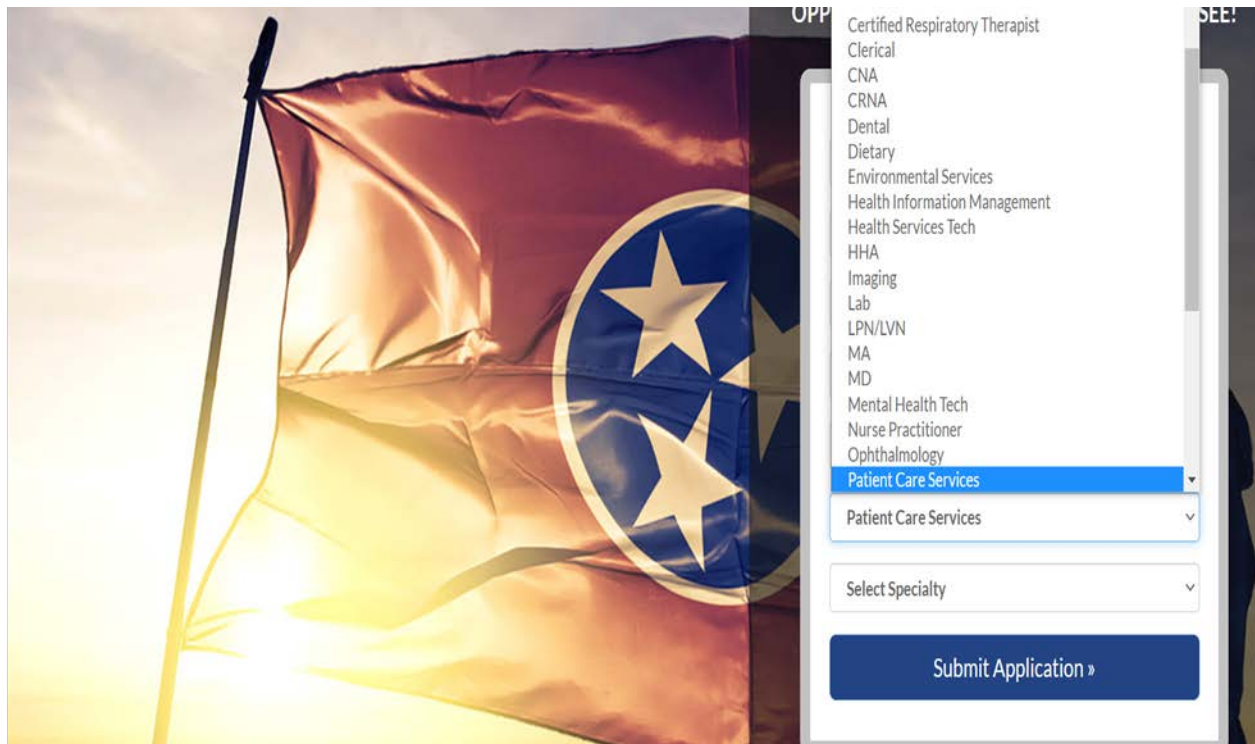 OPP SEE!
Certified Respiratory Therapist
Clerical
CNA
CRNA
Dental
Dietary
Environmental Services
Health Information Management
Health Services Tech
HHA
Imaging
Lab
LPN/LVN
MA
MD
Mental Health Tech
Nurse Practitioner
Ophthalmology
Patient Care Services
Patient Care Services
Select Specialty
Submit Application »